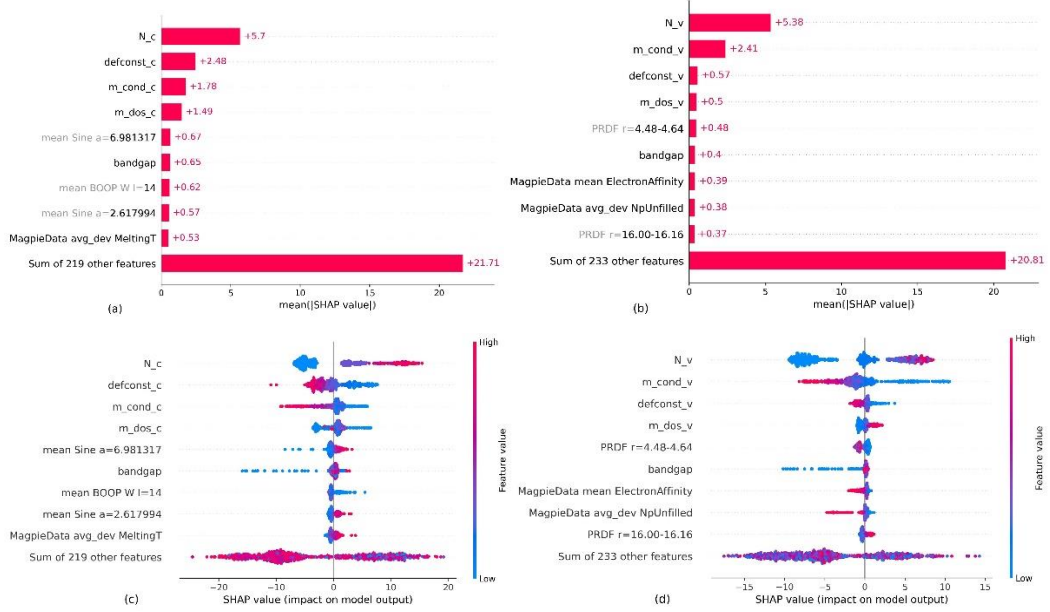 N_c
+5.7
defconst_c
+2.48
m_cond_c
+1.78
m_dos_c
+1.49
mean Sine a=6.981317
+0.67
bandgap
+0.65
mean BOOP W l=14
+0.62
mean Sine a=2.617994
+0.57
MagpieData avg_dev MeltingT
+0.53
Sum of 219 other features
+21.71
0 5 10 15 20
mean(|SHAP value|)
(a)
N_v
+5.38
m_cond_v
+2.41
defconst_v
+0.57
m_dos_v
+0.5
PRDF r=4.48-4.64
+0.48
bandgap
+0.4
MagpieData mean ElectronAffinity
+0.39
MagpieData avg_dev NpUnfilled
+0.38
PRDF r=16.00-16.16
+0.37
Sum of 233 other features
+20.81
0 5 10 15 20
mean(|SHAP value|)
(b)
High
N_c
defconst_c
m_cond_c
m_dos_c
mean Sine a=6.981317
bandgap
mean BOOP W l=14
mean Sine a=2.617994
MagpieData avg_dev MeltingT
Sum of 219 other features
Feature value
Low
−20 −10 0 10 20
SHAP value (impact on model output)
(c)
High
N_v
m_cond_v
defconst_v
m_dos_v
PRDF r=4.48-4.64
bandgap
MagpieData mean ElectronAffinity
MagpieData avg_dev NpUnfilled
PRDF r=16.00-16.16
Sum of 233 other features
Feature value
Low
−15 −10 −5 0 5 10 15
SHAP value (impact on model output)
(d)